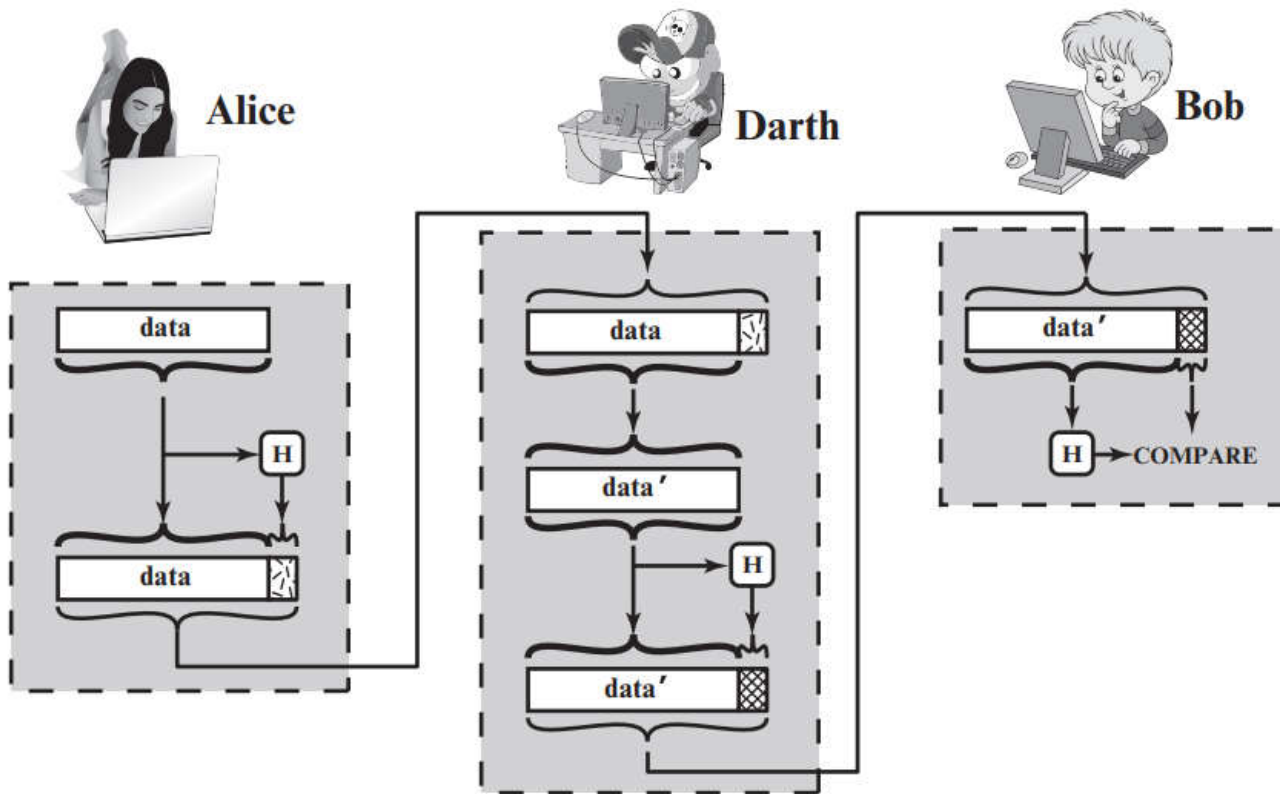 Alice
data
H
data
Darth
data
data′
H
data′
Bob
data′
H
COMPARE